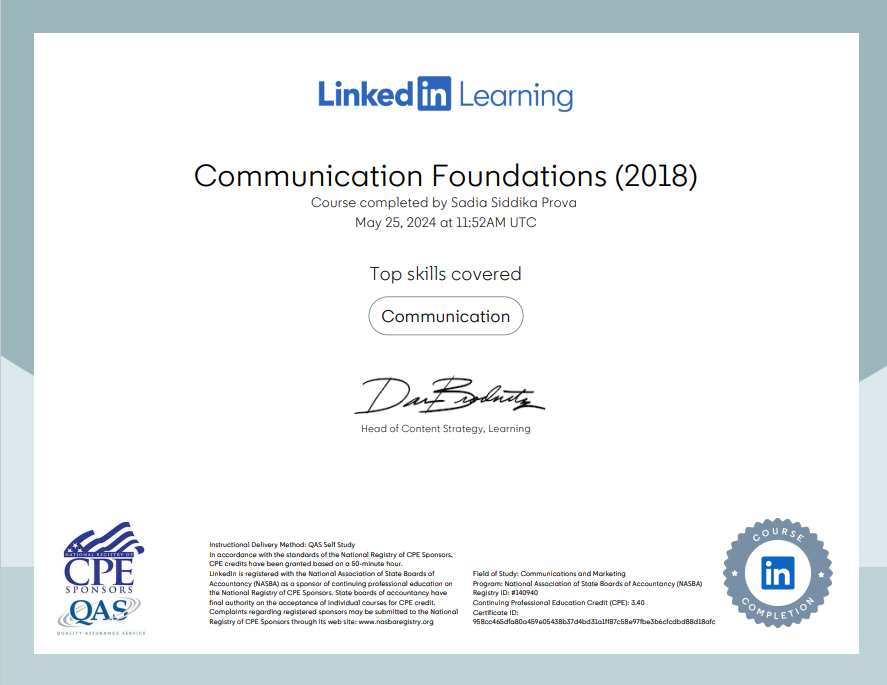 Linked in Learning
Communication Foundations (2018)
Course completed by Sadia Siddika Prova
May 25, 2024 at 11:52AM UTC
Top skills covered
Communication
Dan Brodnitz
Head of Content Strategy, Learning
NATIONAL REGISTRY OF
CPE
SPONSORS
QAS
QUALITY ASSURANCE SERVICE
Instructional Delivery Method: QAS Self Study
In accordance with the standards of the National Registry of CPE Sponsors,
CPE credits have been granted based on a 50-minute hour.
LinkedIn is registered with the National Association of State Boards of
Accountancy (NASBA) as a sponsor of continuing professional education on
the National Registry of CPE Sponsors. State boards of accountancy have
final authority on the acceptance of individual courses for CPE credit.
Complaints regarding registered sponsors may be submitted to the National
Registry of CPE Sponsors through its web site: www.nasbaregistry.org
Field of Study: Communications and Marketing
Program: National Association of State Boards of Accountancy (NASBA)
Registry ID: #140940
Continuing Professional Education Credit (CPE): 3.40
Certificate ID:
COURSE
in
COMPLETION